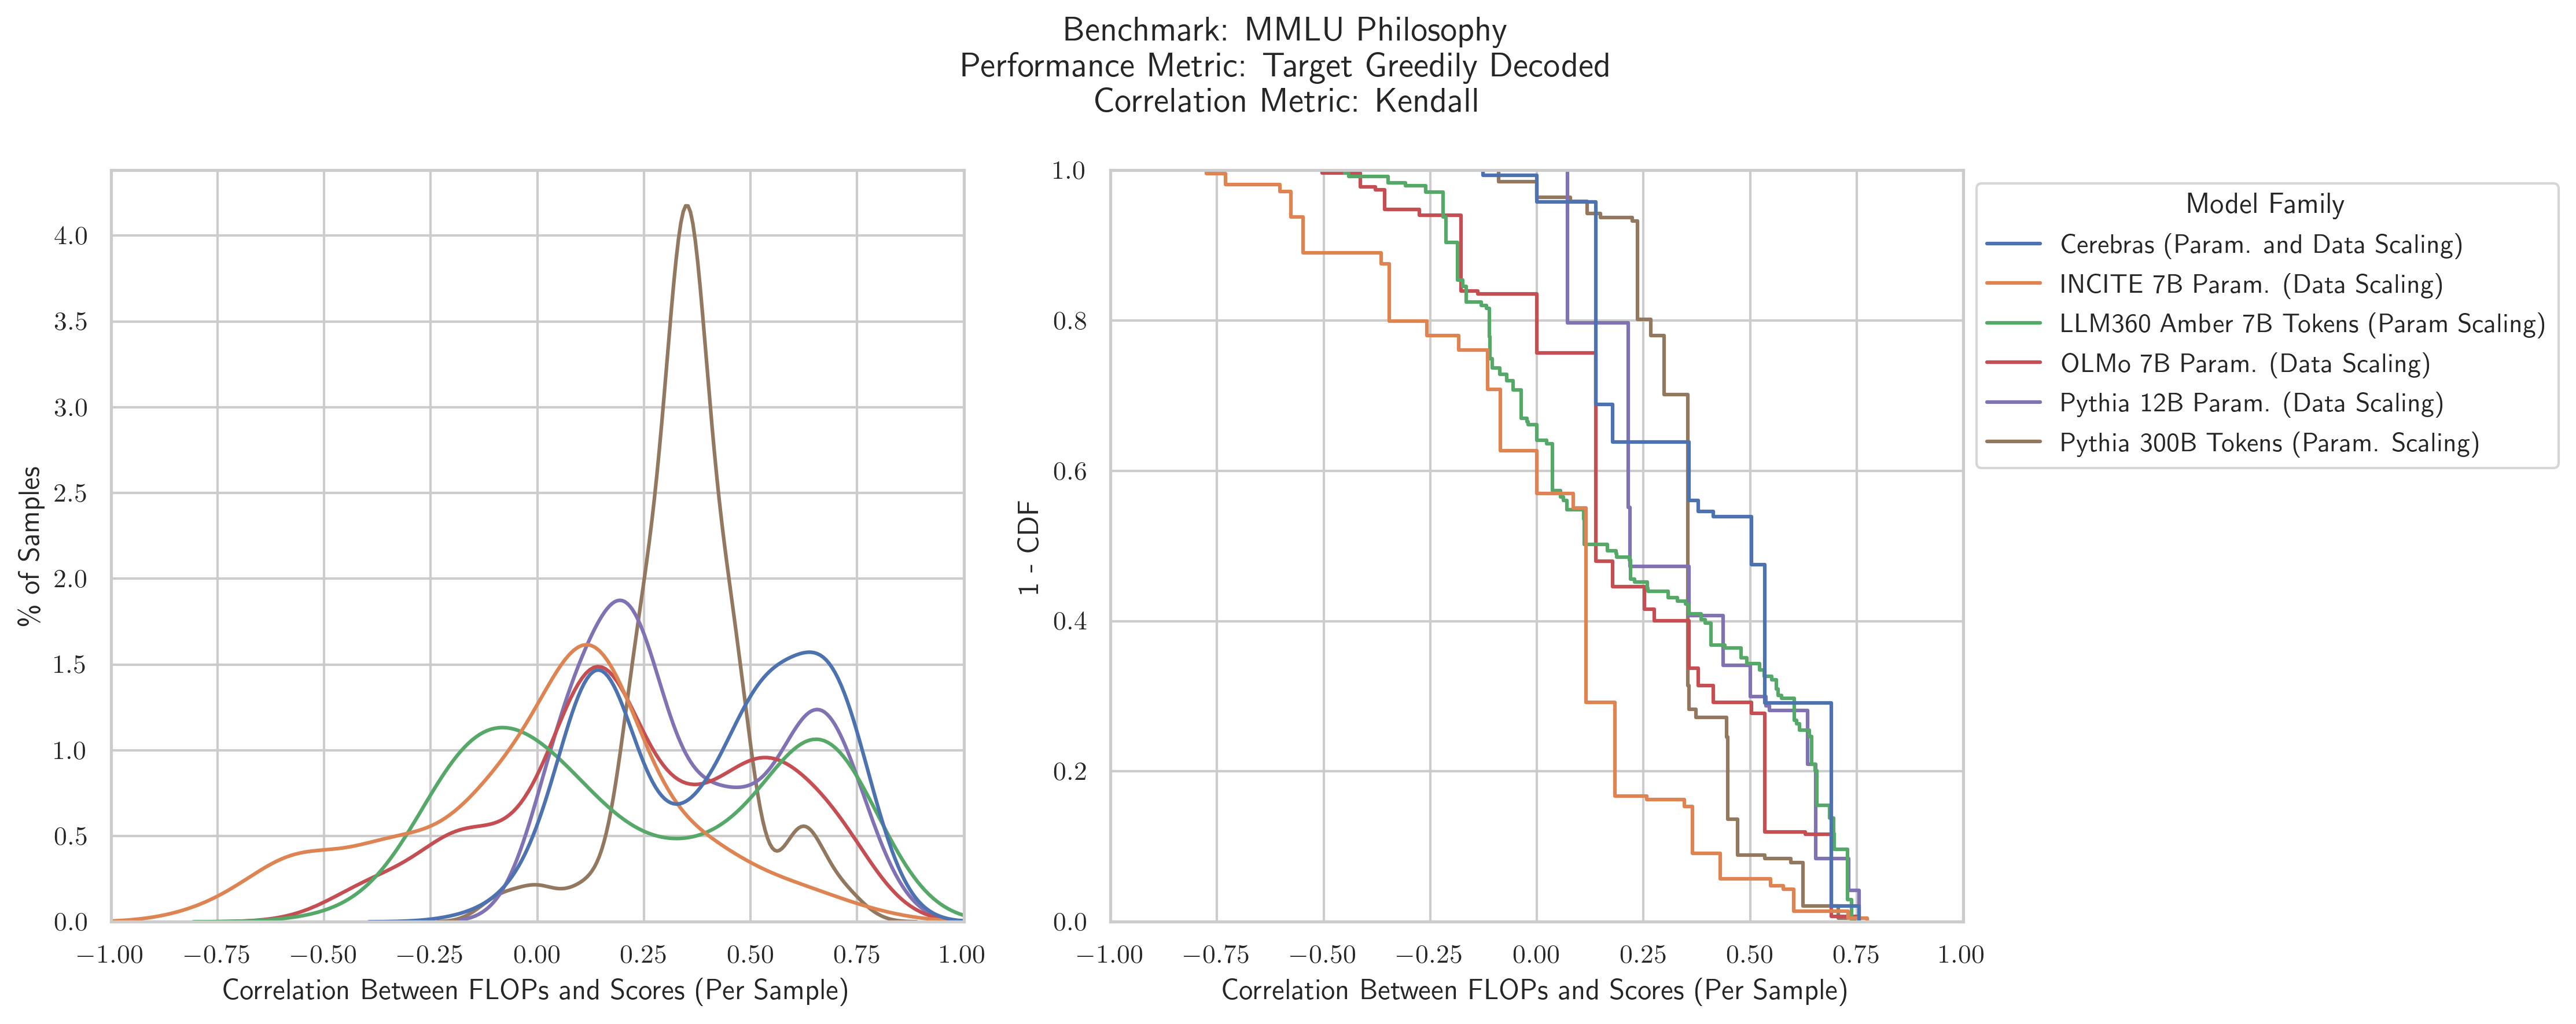 Benchmark: MMLU Philosophy
Performance Metric: Target Greedily Decoded
Correlation Metric: Kendall
% of Samples
4.0
3.5
3.0
2.5
2.0
1.5
1.0
0.5
0.0
−1.00 −0.75 −0.50 −0.25 0.00 0.25 0.50 0.75 1.00
Correlation Between FLOPs and Scores (Per Sample)
1 - CDF
1.0
0.8
0.6
0.4
0.2
0.0
−1.00 −0.75 −0.50 −0.25 0.00 0.25 0.50 0.75 1.00
Correlation Between FLOPs and Scores (Per Sample)
Model Family
Cerebras (Param. and Data Scaling)
INCITE 7B Param. (Data Scaling)
LLM360 Amber 7B Tokens (Param Scaling)
OLMo 7B Param. (Data Scaling)
Pythia 12B Param. (Data Scaling)
Pythia 300B Tokens (Param. Scaling)